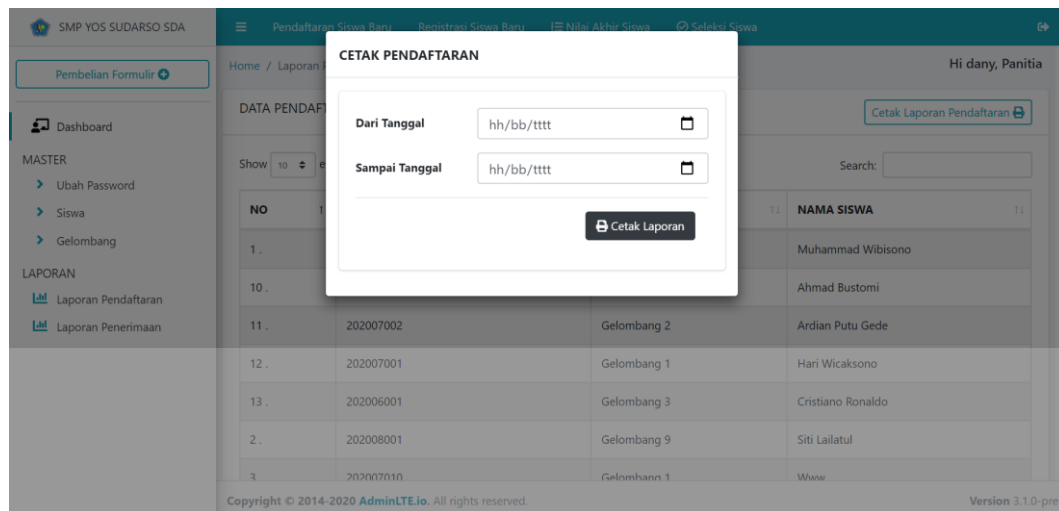 SMP YOS SUDARSO SDA
Pendaftaran Siswa Baru Registrasi Siswa Baru Nilai Akhir Siswa Seleksi Siswa
Pembelian Formulir
Home / Laporan
Hi dany, Panitia
CETAK PENDAFTARAN
Dari Tanggal hh/bb/tttt
Sampai Tanggal hh/bb/tttt
Cetak Laporan
Dashboard
MASTER
Ubah Password
Siswa
Gelombang
LAPORAN
Laporan Pendaftaran
Laporan Penerimaan
DATA PENDAFT
Cetak Laporan Pendaftaran
Show 10 e
Search:
NO NAMA SISWA
1 . Muhammad Wibisono
10 . Ahmad Bustomi
11 . 202007002 Gelombang 2 Ardian Putu Gede
12 . 202007001 Gelombang 1 Hari Wicaksono
13 . 202006001 Gelombang 3 Cristiano Ronaldo
2 . 202008001 Gelombang 9 Siti Lailatul
3 202007010 Gelombang 1 Www
Copyright © 2014-2020 AdminLTE.io. All rights reserved.
Version 3.1.0-pre